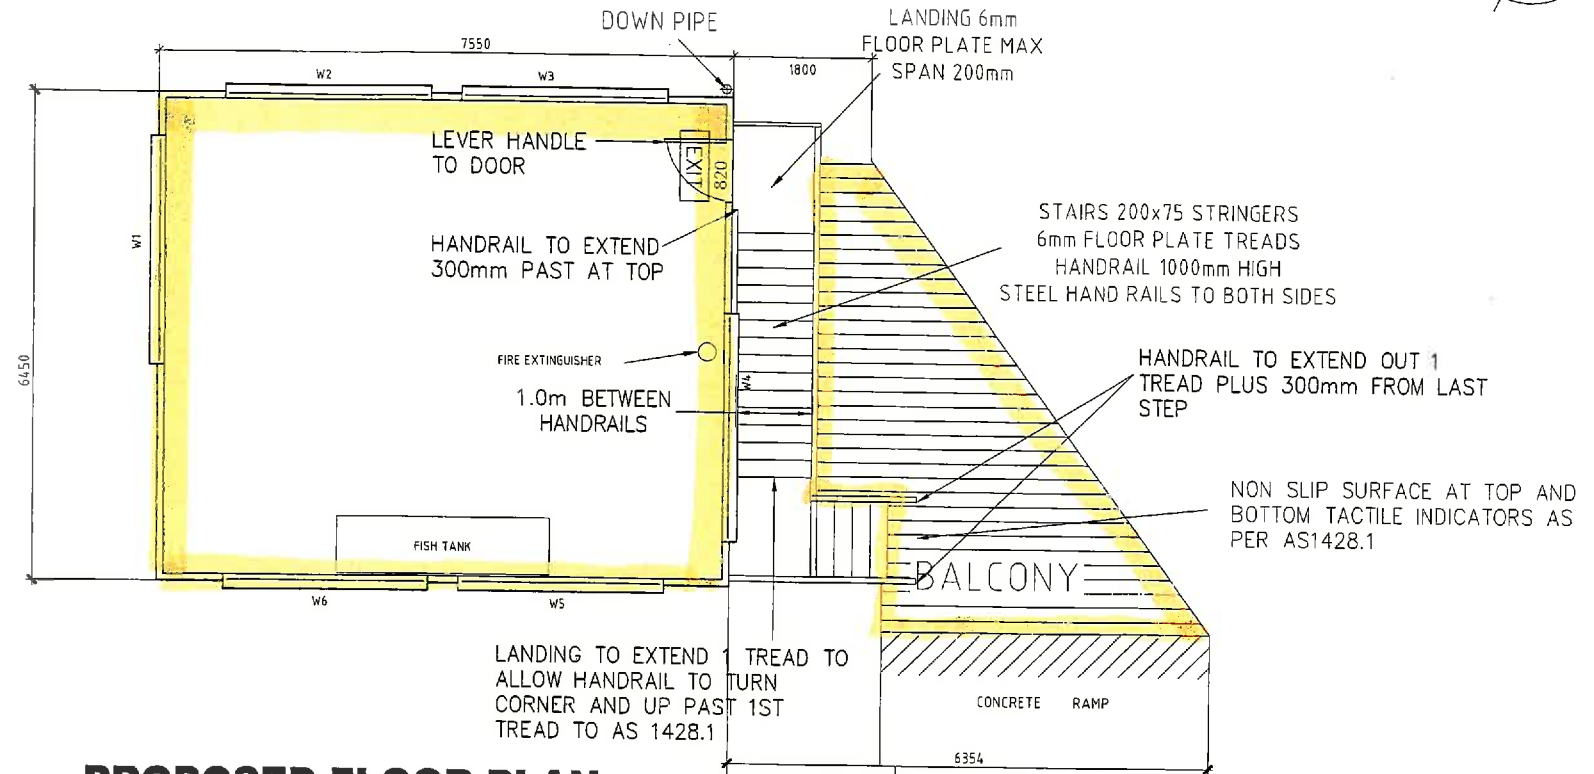 DOWN PIPE
LANDING 6mm
FLOOR PLATE MAX
SPAN 200mm
7550
1800
W2
W3
LEVER HANDLE
TO DOOR
EXIT
820
W1
HANDRAIL TO EXTEND
300mm PAST AT TOP
STAIRS 200x75 STRINGERS
6mm FLOOR PLATE TREADS
HANDRAIL 1000mm HIGH
STEEL HAND RAILS TO BOTH SIDES
6450
FIRE EXTINGUISHER
W4
1.0m BETWEEN
HANDRAILS
HANDRAIL TO EXTEND OUT 1
TREAD PLUS 300mm FROM LAST
STEP
NON SLIP SURFACE AT TOP AND
BOTTOM TACTILE INDICATORS AS
PER AS1428.1
FISH TANK
BALCONY
W6
W5
LANDING TO EXTEND 1 TREAD TO
ALLOW HANDRAIL TO TURN
CORNER AND UP PAST 1ST
TREAD TO AS 1428.1
CONCRETE RAMP
6354
PROPOSED FLOOR PLAN